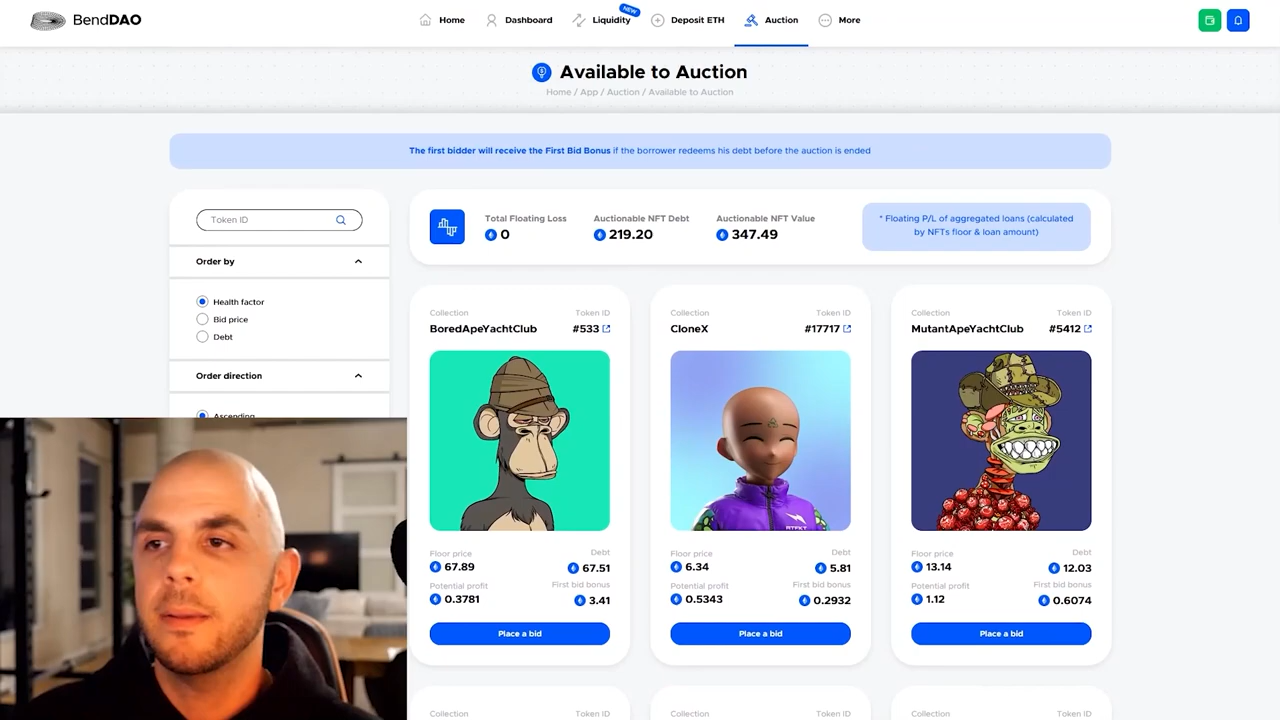 BendDAO
Home
Dashboard
Liquidity
NEW
Deposit ETH
Auction
More
Available to Auction
Home / App / Auction / Available to Auction
The first bidder will receive the First Bid Bonus if the borrower redeems his debt before the auction is ended
Token ID
Order by
Health factor
Bid price
Debt
Order direction
Ascending
Total Floating Loss
0
Auctionable NFT Debt
219.20
Auctionable NFT Value
347.49
* Floating P/L of aggregated loans (calculated
by NFTs floor & loan amount)
Collection Token ID
BoredApeYachtClub #533
Floor price Debt
67.89 67.51
Potential profit First bid bonus
0.3781 3.41
Place a bid
Collection Token ID
CloneX #17717
RTFKT
Floor price Debt
6.34 5.81
Potential profit First bid bonus
0.5343 0.2932
Place a bid
Collection Token ID
MutantApeYachtClub #5412
Floor price Debt
13.14 12.03
Potential profit First bid bonus
1.12 0.6074
Place a bid
Collection Token ID
Collection Token ID
Collection Token ID